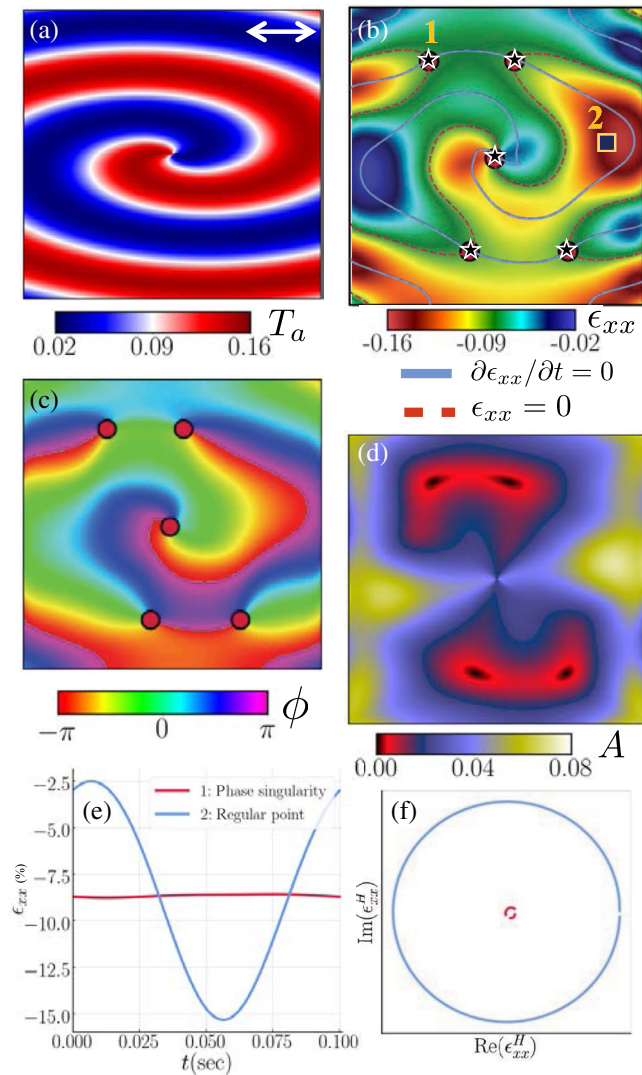 (a)
(b)
1
2
0.02 0.09 0.16
T_a
-0.16 -0.09 -0.02
ϵ_xx
∂ϵ_xx/∂t = 0
ϵ_xx = 0
(c)
(d)
−π 0 π
ϕ
0.00 0.04 0.08
A
(e)
1: Phase singularity
2: Regular point
−2.5
−5.0
−7.5
−9.0
−12.5
−15.0
ϵ_xx (%)
0.000 0.025 0.050 0.075 0.100
t(sec)
(f)
Im(ϵ^H_xx)
Re(ϵ^H_xx)